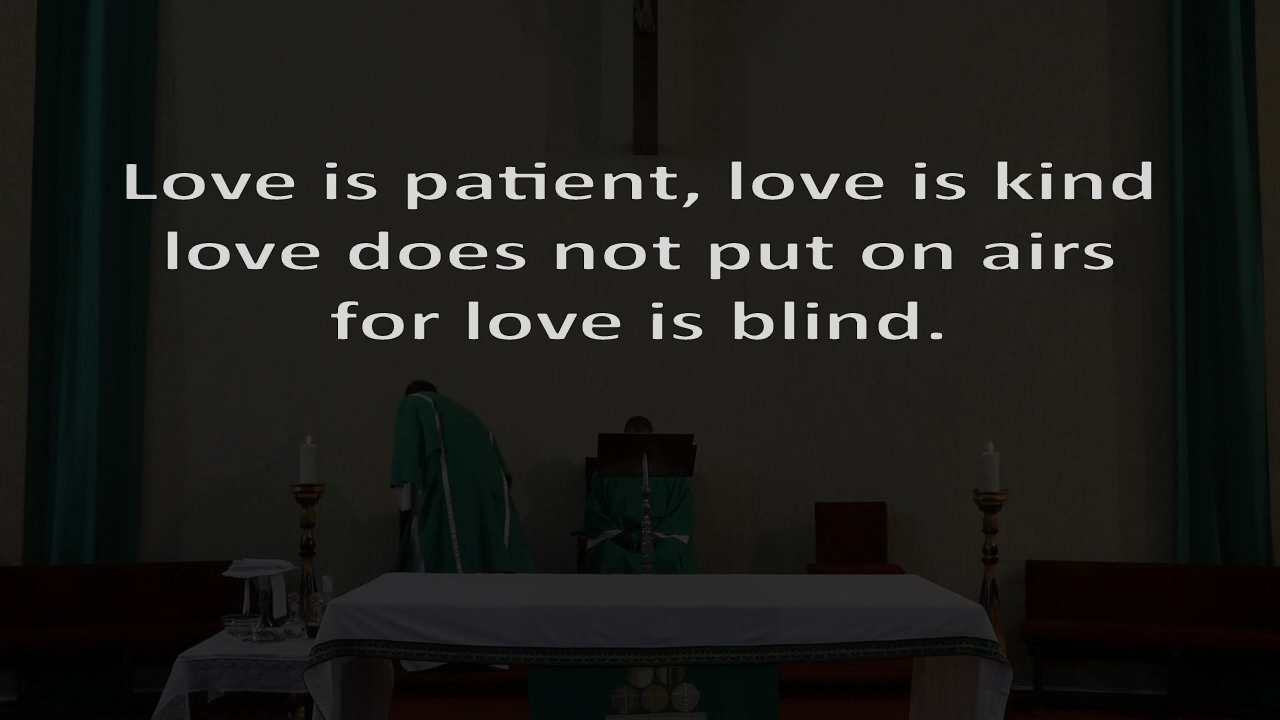 Love is patient, love is kind
love does not put on airs
for love is blind.